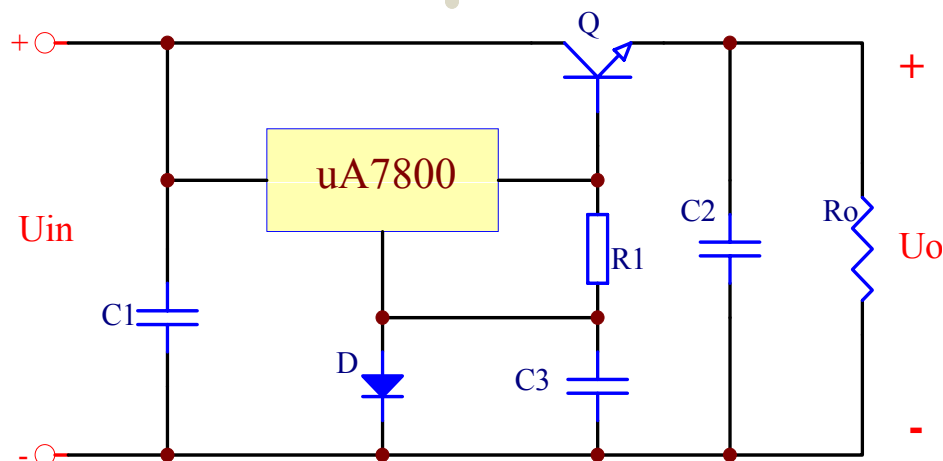 Q
+
+
uA7800
C2
Ro
Uin
R1
Uo
C1
D
C3
-
-